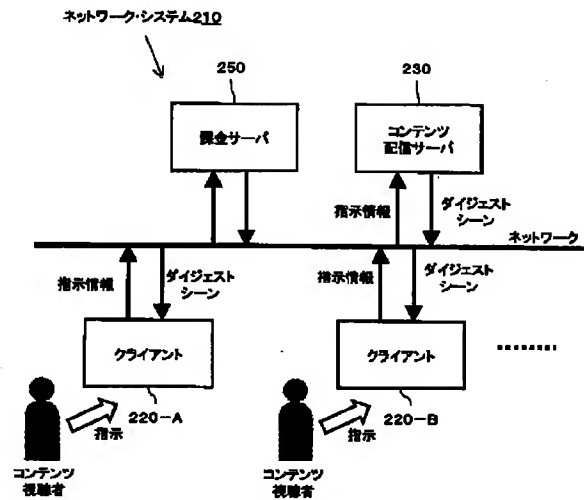 ネットワーク・システム210
250
230
課金サーバ
コンテンツ
配信サーバ
指示情報
ダイジェスト
シーン
ネットワーク
指示情報
ダイジェスト
シーン
指示情報
ダイジェスト
シーン
クライアント
クライアント
220-A
220-B
指示
指示
コンテンツ
視聴者
コンテンツ
視聴者